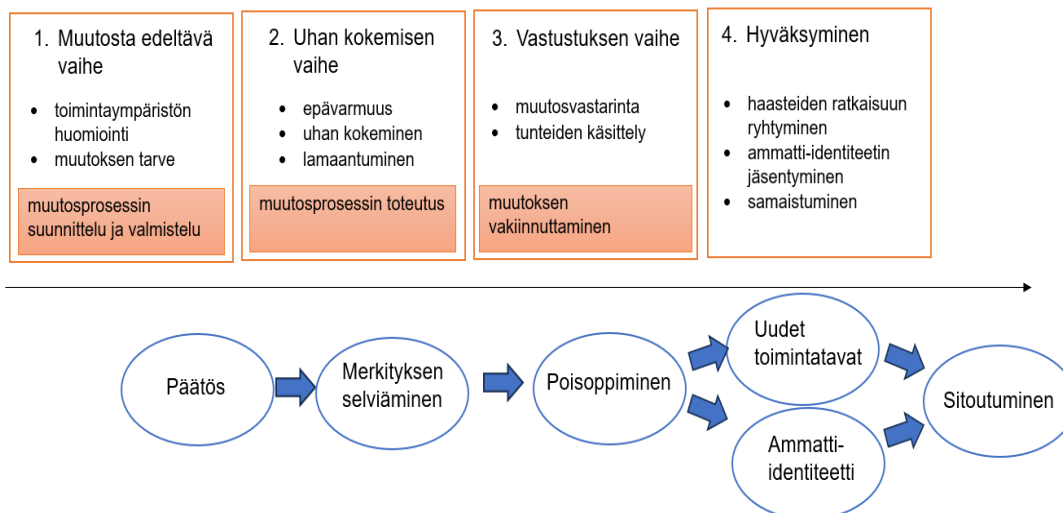 1. Muutosta edeltävä
vaihe
• toimintaympäristön
huomiointi
• muutoksen tarve
muutosprosessin
suunnittelu ja valmistelu
2. Uhan kokemisen
vaihe
• epävarmuus
• uhan kokeminen
• lamaantuminen
muutosprosessin toteutus
3. Vastustuksen vaihe
• muutosvastarinta
• tunteiden käsittely
muutoksen
vakiinnuttaminen
4. Hyväksyminen
• haasteiden ratkaisuun
ryhtyminen
• ammatti-identiteetin
jäsentyminen
• samaistuminen
Päätös
Merkityksen
selviäminen
Poisoppiminen
Uudet
toimintatavat
Ammatti-
identiteetti
Sitoutuminen